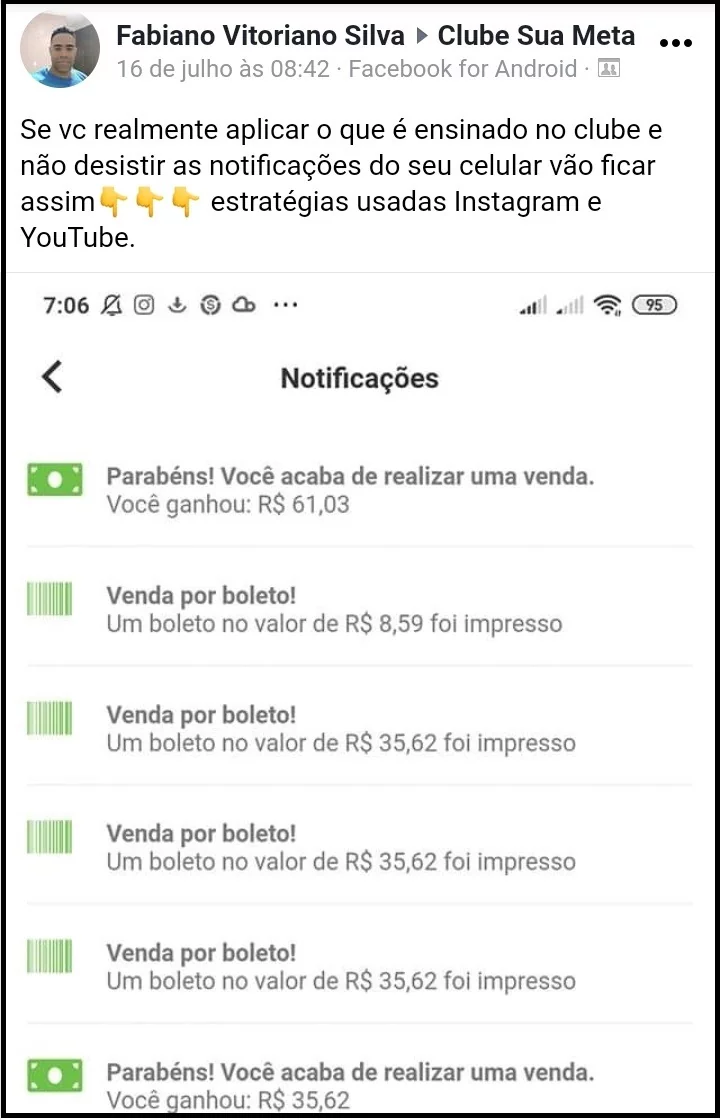 Fabiano Vitoriano Silva ▸ Clube Sua Meta
16 de julho às 08:42 · Facebook for Android ·
Se vc realmente aplicar o que é ensinado no clube e
não desistir as notificações do seu celular vão ficar
assim👇👇👇 estratégias usadas Instagram e
YouTube.
7:06 ... 95
Notificações
Parabéns! Você acaba de realizar uma venda.
Você ganhou: R$ 61,03
Venda por boleto!
Um boleto no valor de R$ 8,59 foi impresso
Venda por boleto!
Um boleto no valor de R$ 35,62 foi impresso
Venda por boleto!
Um boleto no valor de R$ 35,62 foi impresso
Venda por boleto!
Um boleto no valor de R$ 35,62 foi impresso
Parabéns! Você acaba de realizar uma venda.
Você ganhou: R$ 35,62